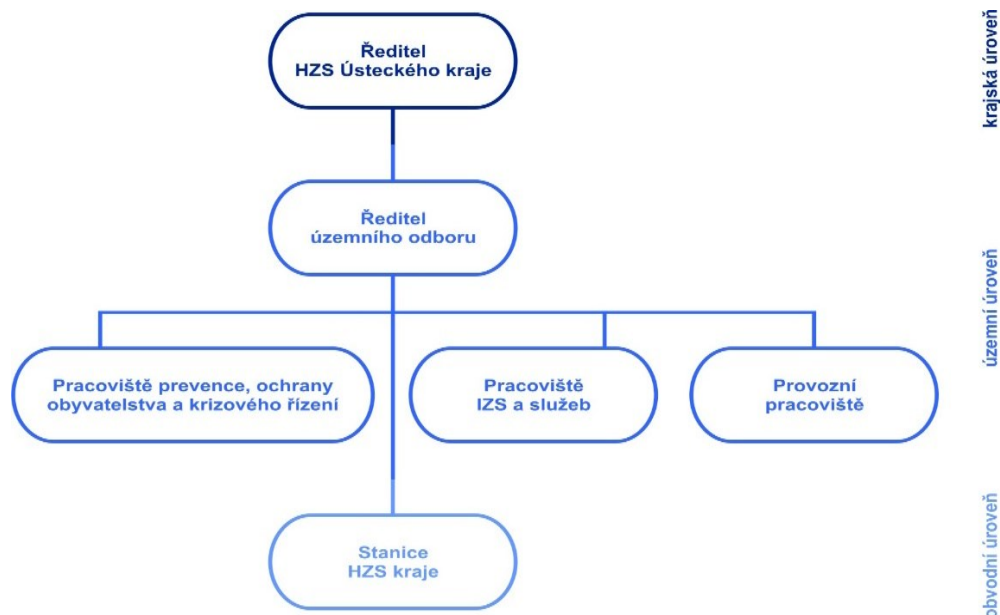 Ředitel
HZS Ústeckého kraje
krajská úroveň
Ředitel
územního odboru
územní úroveň
Pracoviště prevence, ochrany
obyvatelstva a krizového řízení
Pracoviště
IZS a služeb
Provozní
pracoviště
Stanice
HZS kraje
obvodní úroveň